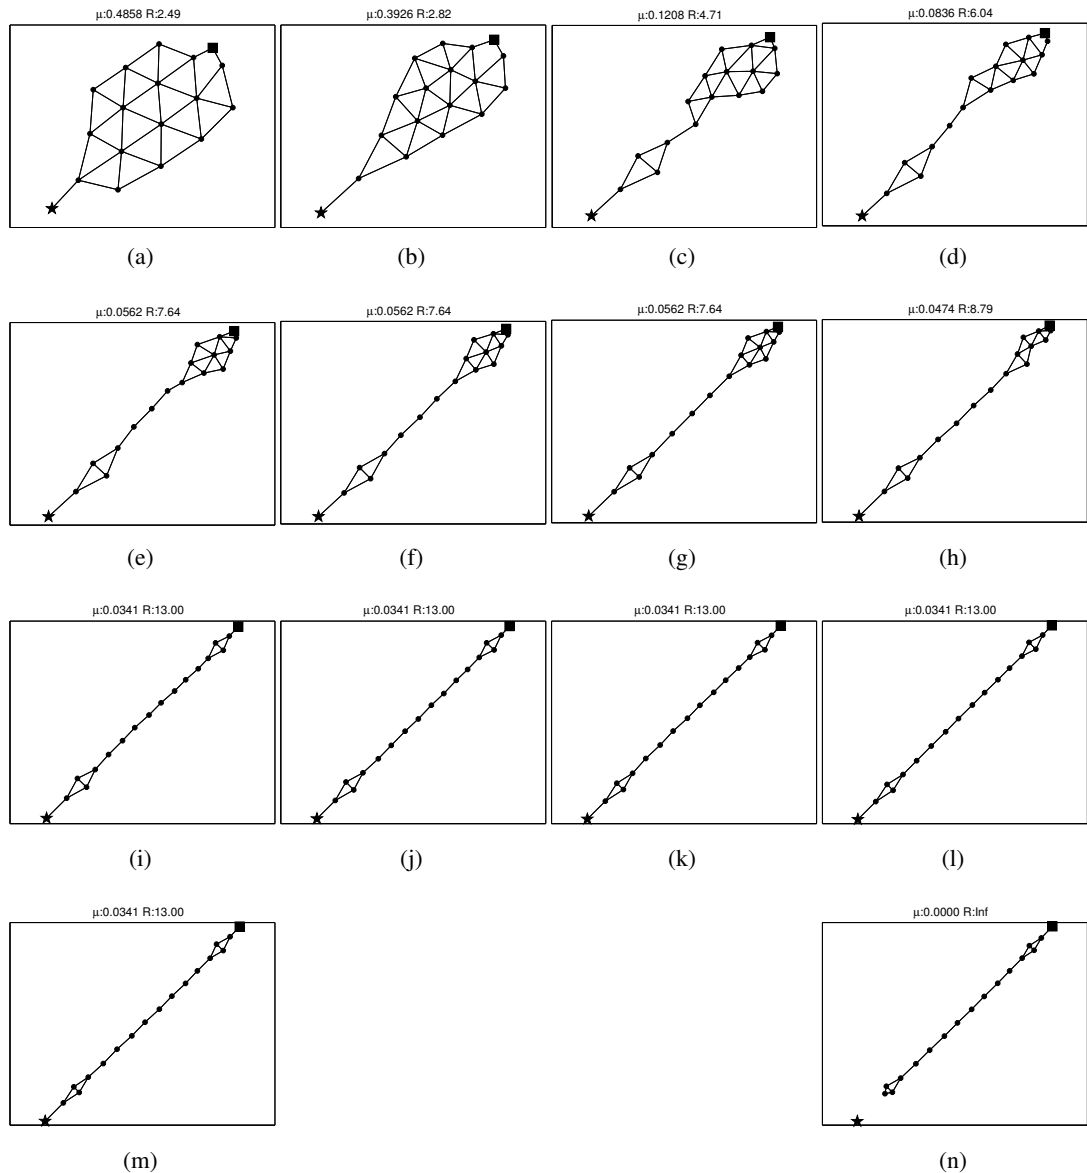 μ:0.4858 R:2.49
μ:0.3926 R:2.82
μ:0.1208 R:4.71
μ:0.0836 R:6.04
(a)
(b)
(c)
(d)
μ:0.0562 R:7.64
μ:0.0562 R:7.64
μ:0.0562 R:7.64
μ:0.0474 R:8.79
(e)
(f)
(g)
(h)
μ:0.0341 R:13.00
μ:0.0341 R:13.00
μ:0.0341 R:13.00
μ:0.0341 R:13.00
(i)
(j)
(k)
(l)
μ:0.0341 R:13.00
μ:0.0000 R:Inf
(m)
(n)